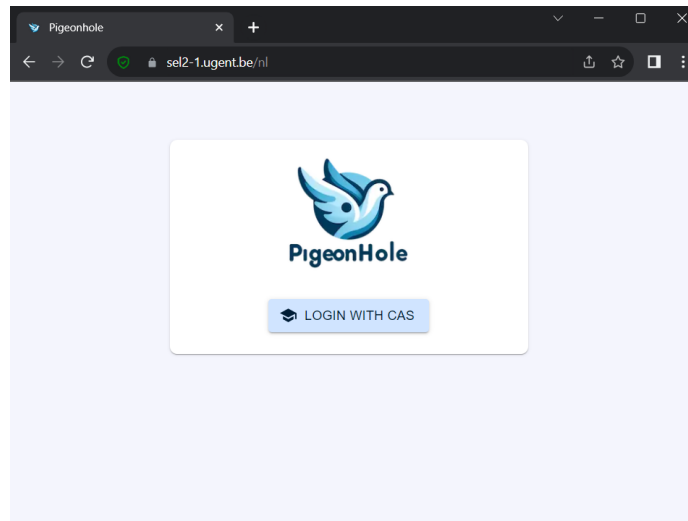 Pigeonhole
sel2-1.ugent.be/nl
PigeonHole
LOGIN WITH CAS